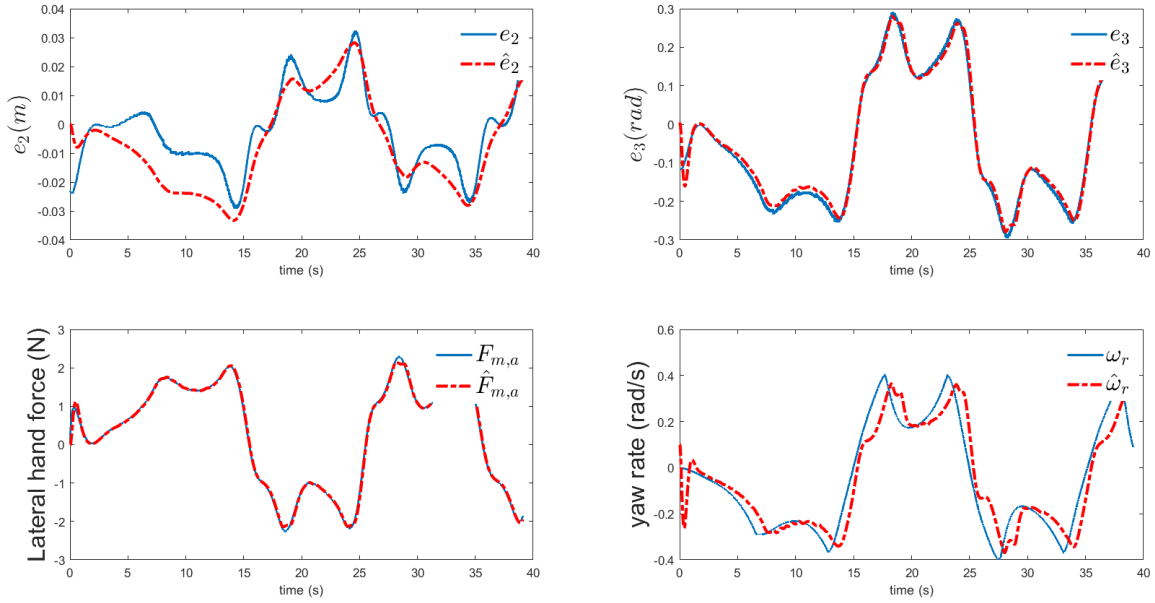 0.04
0.03
0.02
0.01
0
-0.01
-0.02
-0.03
-0.04
e₂(m)
e₂
ê₂
0 5 10 15 20 25 30 35 40
time (s)
0.3
0.2
0.1
0
-0.1
-0.2
-0.3
e₃(rad)
e₃
ê₃
0 5 10 15 20 25 30 35 40
time (s)
3
2
1
0
-1
-2
-3
Lateral hand force (N)
Fₘ,ₐ
F̂ₘ,ₐ
0 5 10 15 20 25 30 35 40
time (s)
0.6
0.4
0.2
0
-0.2
-0.4
yaw rate (rad/s)
ωᵣ
ω̂ᵣ
0 5 10 15 20 25 30 35 40
time (s)